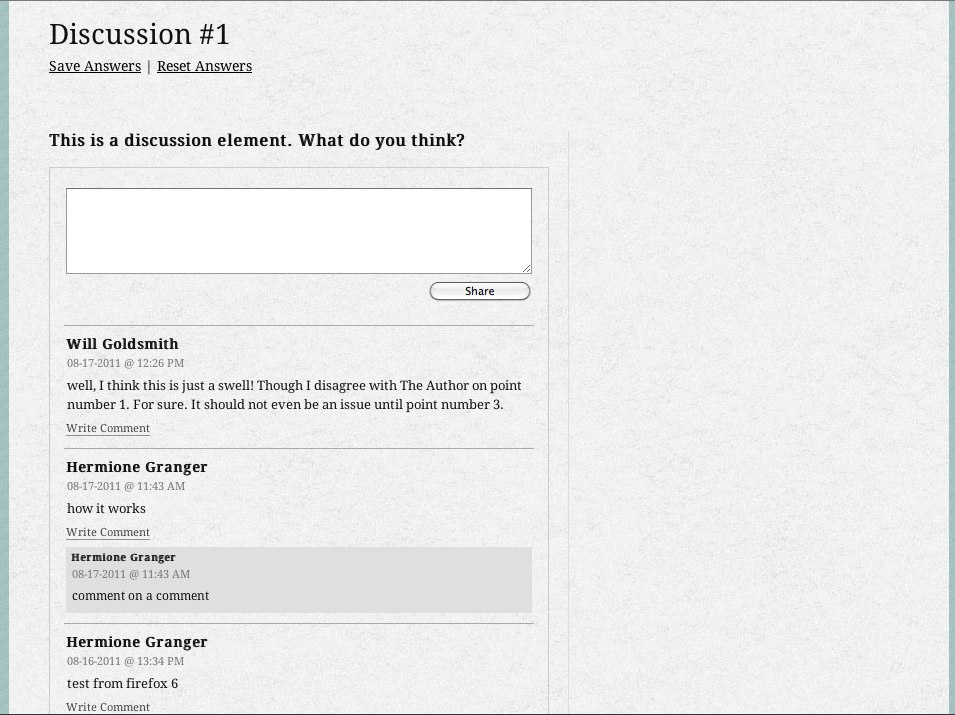 Discussion #1
Save Answers | Reset Answers
This is a discussion element. What do you think?
Share
Will Goldsmith
08-17-2011 @ 12:26 PM
well, I think this is just a swell! Though I disagree with The Author on point
number 1. For sure. It should not even be an issue until point number 3.
Write Comment
Hermione Granger
08-17-2011 @ 11:43 AM
how it works
Write Comment
Hermione Granger
08-17-2011 @ 11:43 AM
comment on a comment
Hermione Granger
08-16-2011 @ 13:34 PM
test from firefox 6
Write Comment